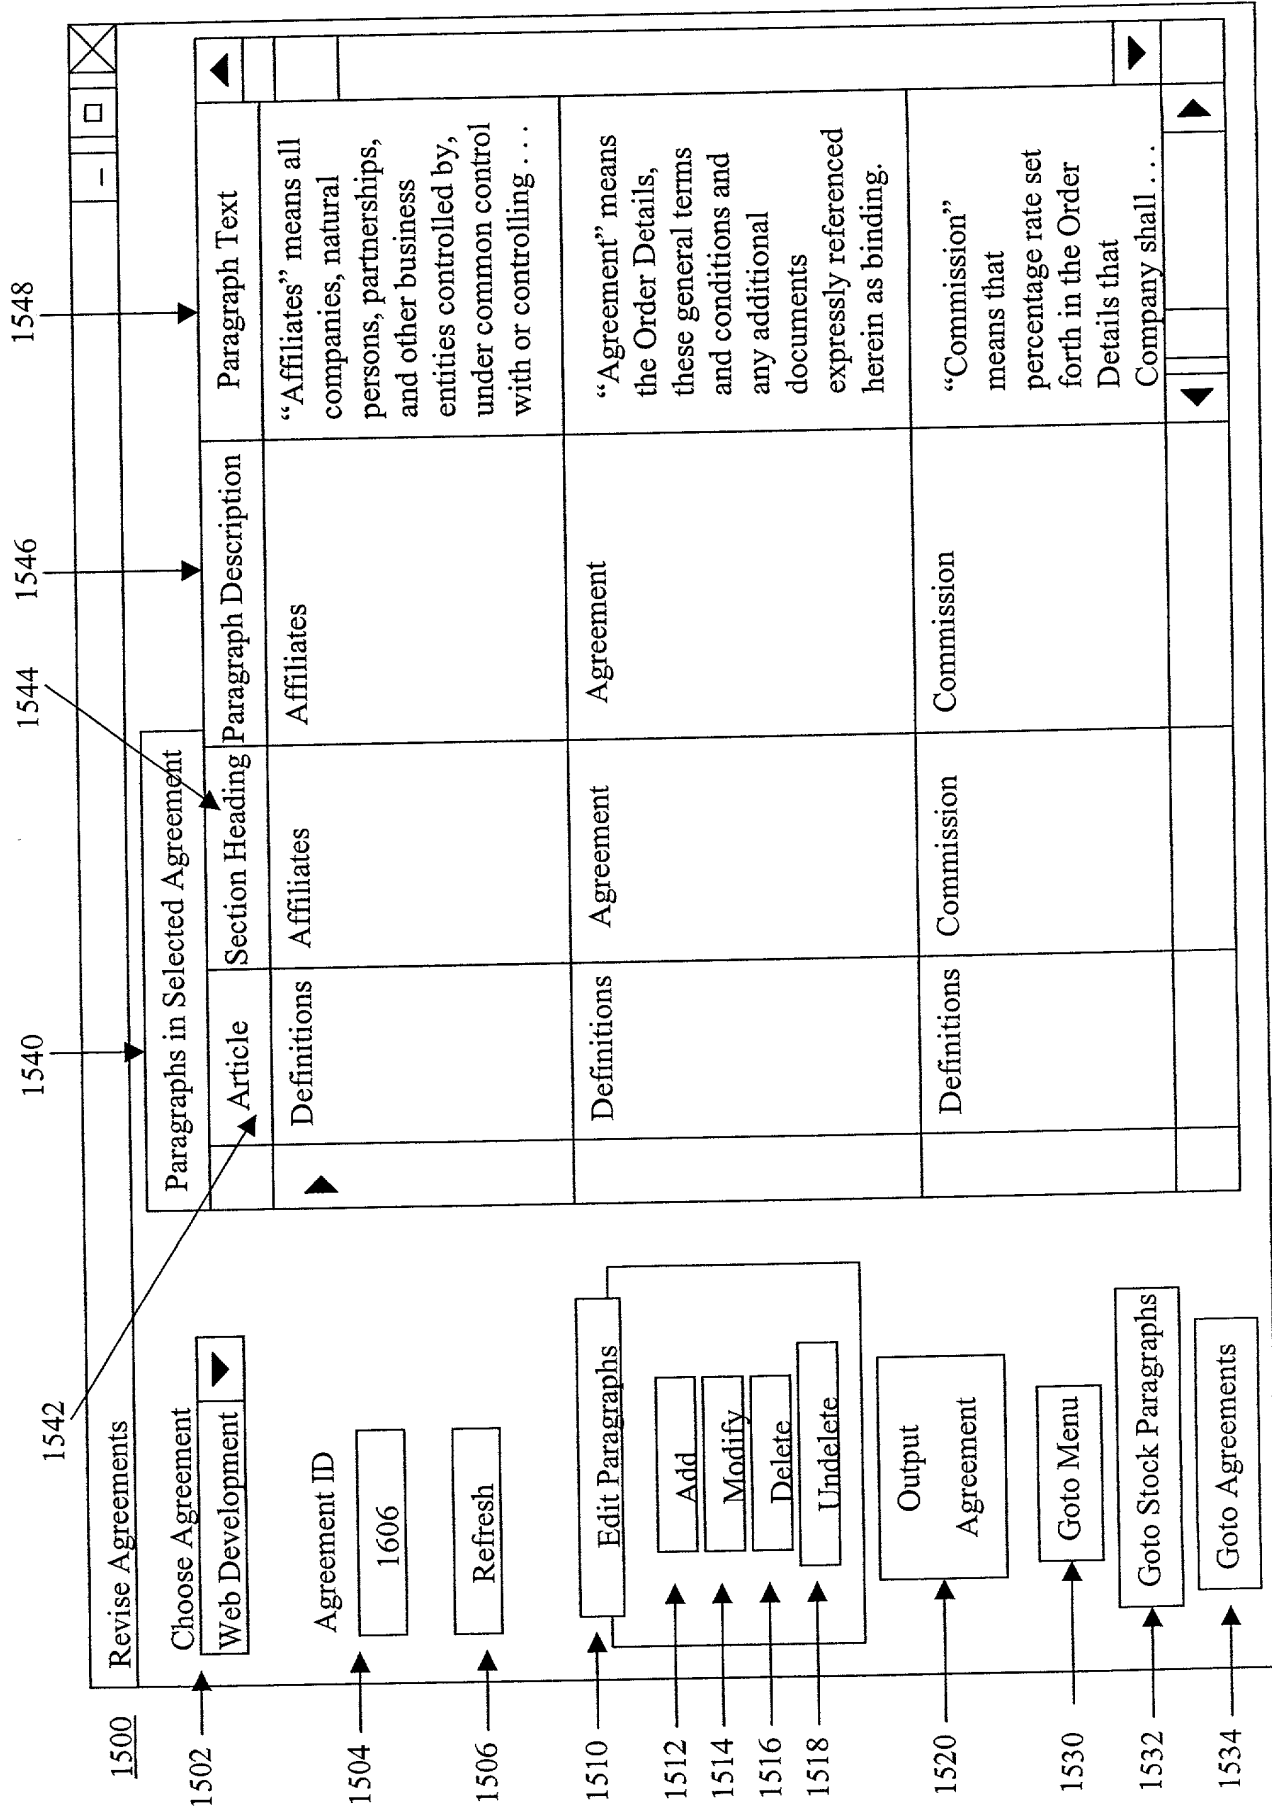 1500
Revise Agreements
1502
Choose Agreement
Web Development
1504
Agreement ID
1606
1506
Refresh
1510
Edit Paragraphs
1512
Add
1514
Modify
1516
Delete
1518
Undelete
1520
Output
Agreement
1530
Goto Menu
1532
Goto Stock Paragraphs
1534
Goto Agreements
1540
1542
1544
1546
1548
Paragraphs in Selected Agreement
Article
Section Heading
Paragraph Description
Paragraph Text
Definitions
Affiliates
Affiliates
“Affiliates” means all
companies, natural
persons, partnerships,
and other business
entities controlled by,
under common control
with or controlling . . .
Definitions
Agreement
Agreement
“Agreement” means
the Order Details,
these general terms
and conditions and
any additional
documents
expressly referenced
herein as binding.
Definitions
Commission
Commission
“Commission”
means that
percentage rate set
forth in the Order
Details that
Company shall . . .